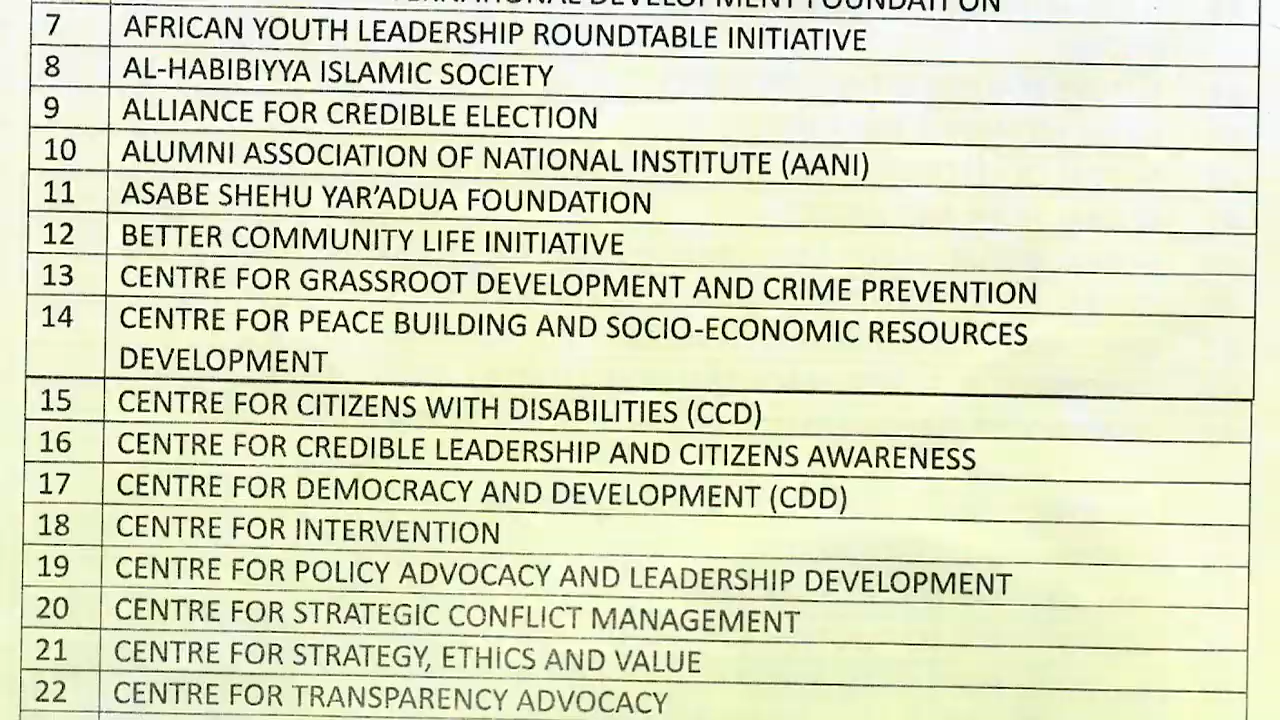 DEVELOPMENT FOUNDATION
7 AFRICAN YOUTH LEADERSHIP ROUNDTABLE INITIATIVE
8 AL-HABIBIYYA ISLAMIC SOCIETY
9 ALLIANCE FOR CREDIBLE ELECTION
10 ALUMNI ASSOCIATION OF NATIONAL INSTITUTE (AANI)
11 ASABE SHEHU YAR’ADUA FOUNDATION
12 BETTER COMMUNITY LIFE INITIATIVE
13 CENTRE FOR GRASSROOT DEVELOPMENT AND CRIME PREVENTION
14 CENTRE FOR PEACE BUILDING AND SOCIO-ECONOMIC RESOURCES
DEVELOPMENT
15 CENTRE FOR CITIZENS WITH DISABILITIES (CCD)
16 CENTRE FOR CREDIBLE LEADERSHIP AND CITIZENS AWARENESS
17 CENTRE FOR DEMOCRACY AND DEVELOPMENT (CDD)
18 CENTRE FOR INTERVENTION
19 CENTRE FOR POLICY ADVOCACY AND LEADERSHIP DEVELOPMENT
20 CENTRE FOR STRATEGIC CONFLICT MANAGEMENT
21 CENTRE FOR STRATEGY, ETHICS AND VALUE
22 CENTRE FOR TRANSPARENCY ADVOCACY